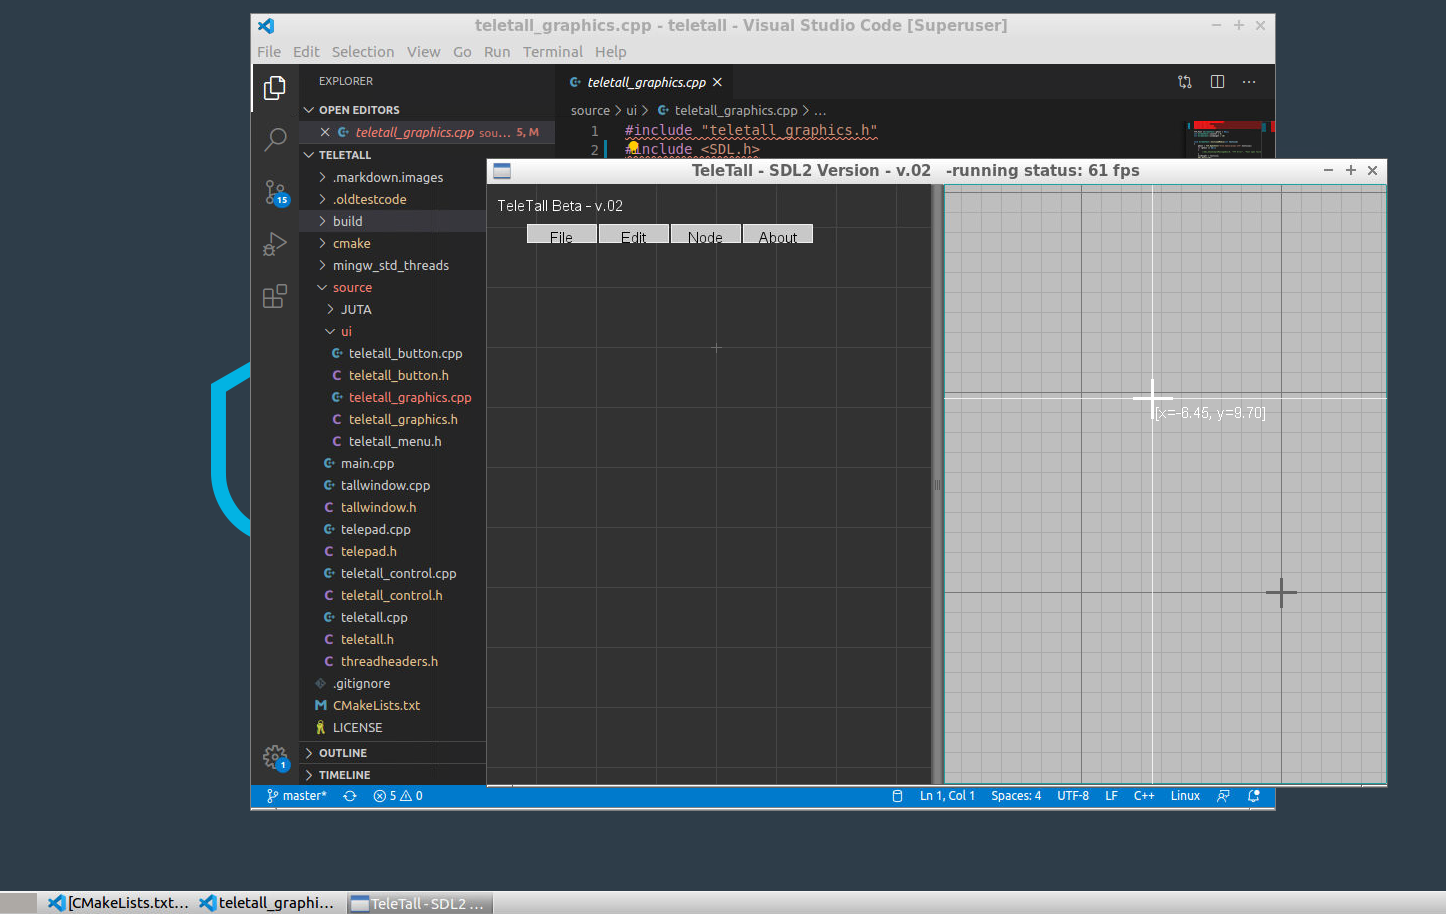 teletall_graphics.cpp - teletall - Visual Studio Code [Superuser]
File Edit Selection View Go Run Terminal Help
EXPLORER
teletall_graphics.cpp
OPEN EDITORS
source > ui > teletall_graphics.cpp > ...
teletall_graphics.cpp sou... 5, M
1 #include "teletall_graphics.h"
2 #include <SDL.h>
TELETALL
.markdown.images
.oldtestcode
build
cmake
mingw_std_threads
source
JUTA
ui
teletall_button.cpp
teletall_button.h
teletall_graphics.cpp
teletall_graphics.h
teletall_menu.h
main.cpp
tallwindow.cpp
tallwindow.h
telepad.cpp
telepad.h
teletall_control.cpp
teletall_control.h
teletall.cpp
teletall.h
threadheaders.h
.gitignore
CMakeLists.txt
LICENSE
OUTLINE
TIMELINE
15
1
TeleTall - SDL2 Version - v.02 -running status: 61 fps
TeleTall Beta - v.02
File Edit Node About
[x=-6.45, y=9.70]
master* 5 0 Ln 1, Col 1 Spaces: 4 UTF-8 LF C++ Linux
[CMakeLists.txt... teletall_graphi... TeleTall - SDL2 ...